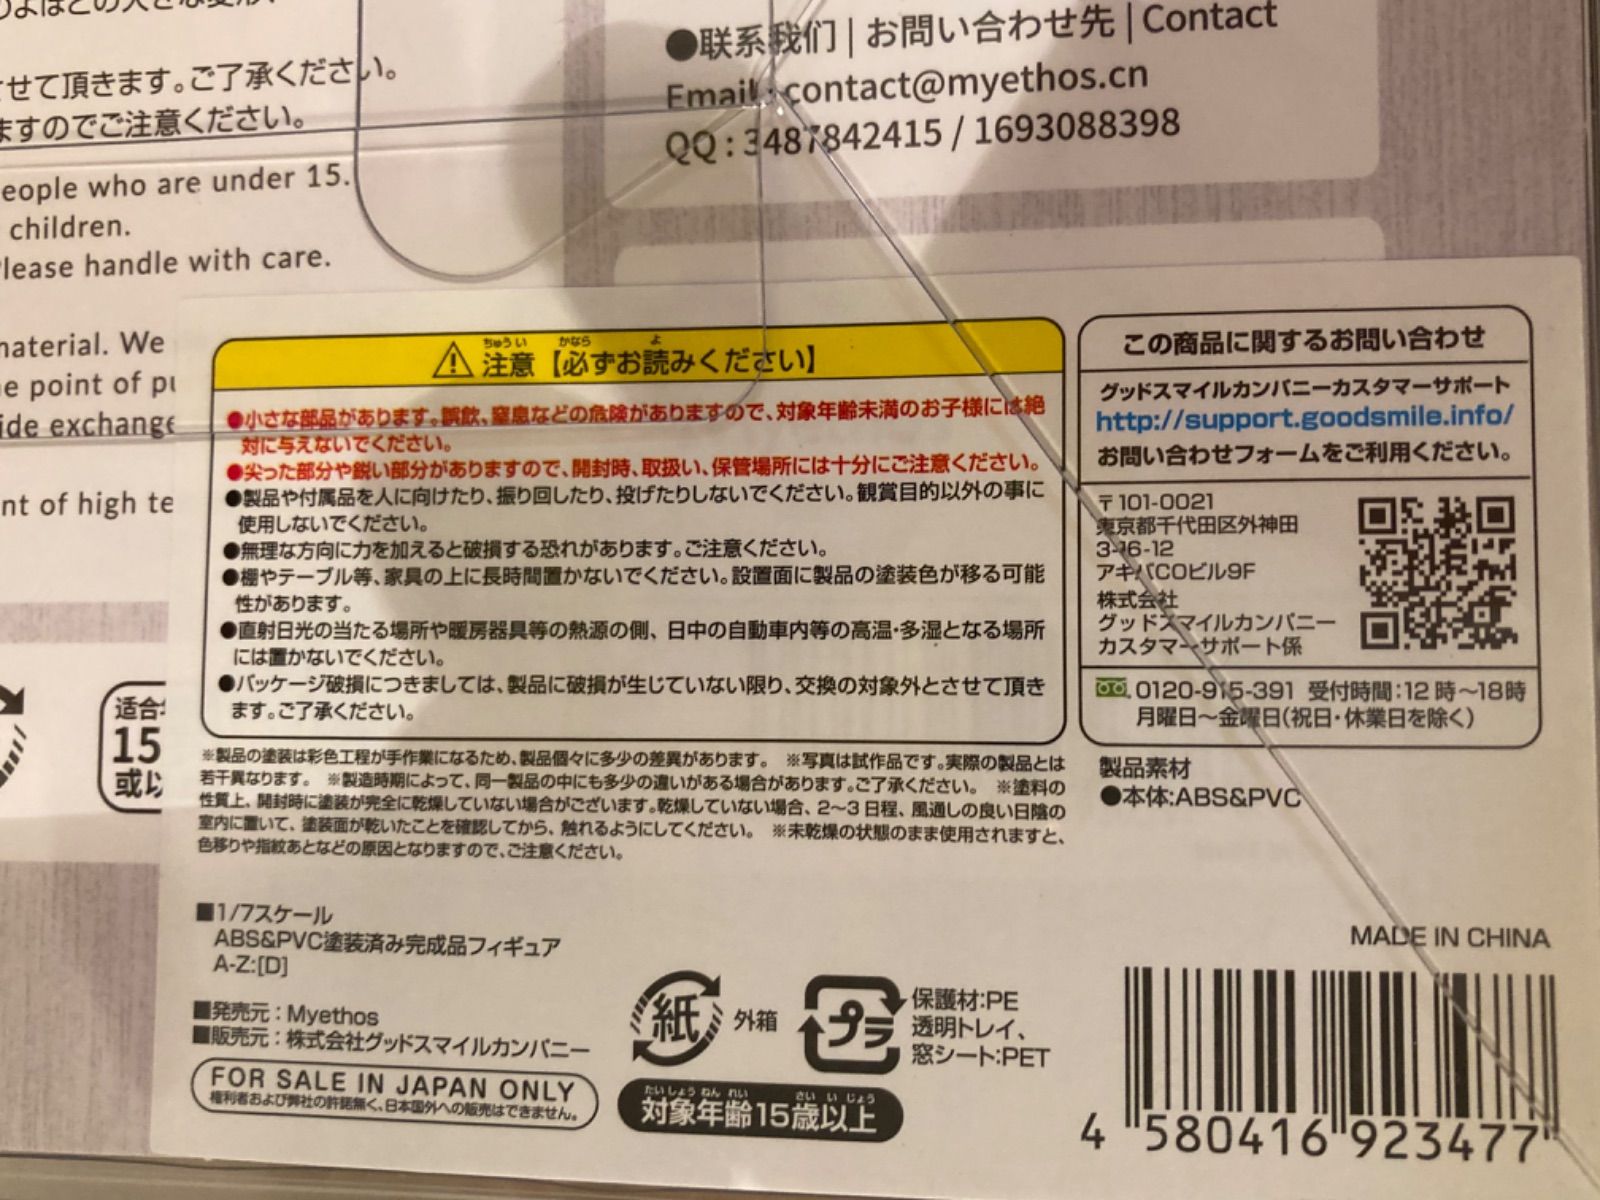 せて頂きます。ご了承ください。
ますのでご注意ください。
eople who are under 15.
children.
lease handle with care.
material. We
e point of pu
ide exchange
nt of high te
●联系我们 | お問い合わせ先 | Contact
Email : contact@myethos.cn
QQ : 3487842415 / 1693088398
适合
15
或以
⚠ 注意【必ずお読みください】
ちゅうい かなら よ
●小さな部品があります。誤飲、窒息などの危険がありますので、対象年齢未満のお子様には絶
対に与えないでください。
●尖った部分や鋭い部分がありますので、開封時、取扱い、保管場所には十分にご注意ください。
●製品や付属品を人に向けたり、振り回したり、投げたりしないでください。観賞目的以外の事に
使用しないでください。
●無理な方向に力を加えると破損する恐れがあります。ご注意ください。
●棚やテーブル等、家具の上に長時間置かないでください。設置面に製品の塗装色が移る可能
性があります。
●直射日光の当たる場所や暖房器具等の熱源の側、日中の自動車内等の高温・多湿となる場所
には置かないでください。
●パッケージ破損につきましては、製品に破損が生じていない限り、交換の対象外とさせて頂き
ます。ご了承ください。
※製品の塗装は彩色工程が手作業になるため、製品個々に多少の差異があります。 ※写真は試作品です。実際の製品とは
若干異なります。 ※製造時期によって、同一製品の中にも多少の違いがある場合があります。ご了承ください。 ※塗料の
性質上、開封時に塗装が完全に乾燥していない場合がございます。乾燥していない場合、2～3日程、風通しの良い日陰の
室内に置いて、塗装面が乾いたことを確認してから、触れるようにしてください。 ※未乾燥の状態のまま使用されますと、
色移りや指紋あとなどの原因となりますので、ご注意ください。
この商品に関するお問い合わせ
グッドスマイルカンパニーカスタマーサポート
http://support.goodsmile.info/
お問い合わせフォームをご利用ください。
〒101-0021
東京都千代田区外神田
3-16-12
アキバCOビル9F
株式会社
グッドスマイルカンパニー
カスタマーサポート係
0120-915-391 受付時間：12時～18時
月曜日～金曜日（祝日・休業日を除く）
製品素材
●本体:ABS&PVC
■1/7スケール
ABS&PVC塗装済み完成品フィギュア
A-Z:[D]
■発売元：Myethos
■販売元：株式会社グッドスマイルカンパニー
FOR SALE IN JAPAN ONLY
権利者および弊社の許諾無く、日本国外への販売はできません。
紙 外箱
プラ
保護材:PE
透明トレイ、
窓シート:PET
たいしょうねんれい さい い じょう
対象年齢15歳以上
MADE IN CHINA
4 580416 923477